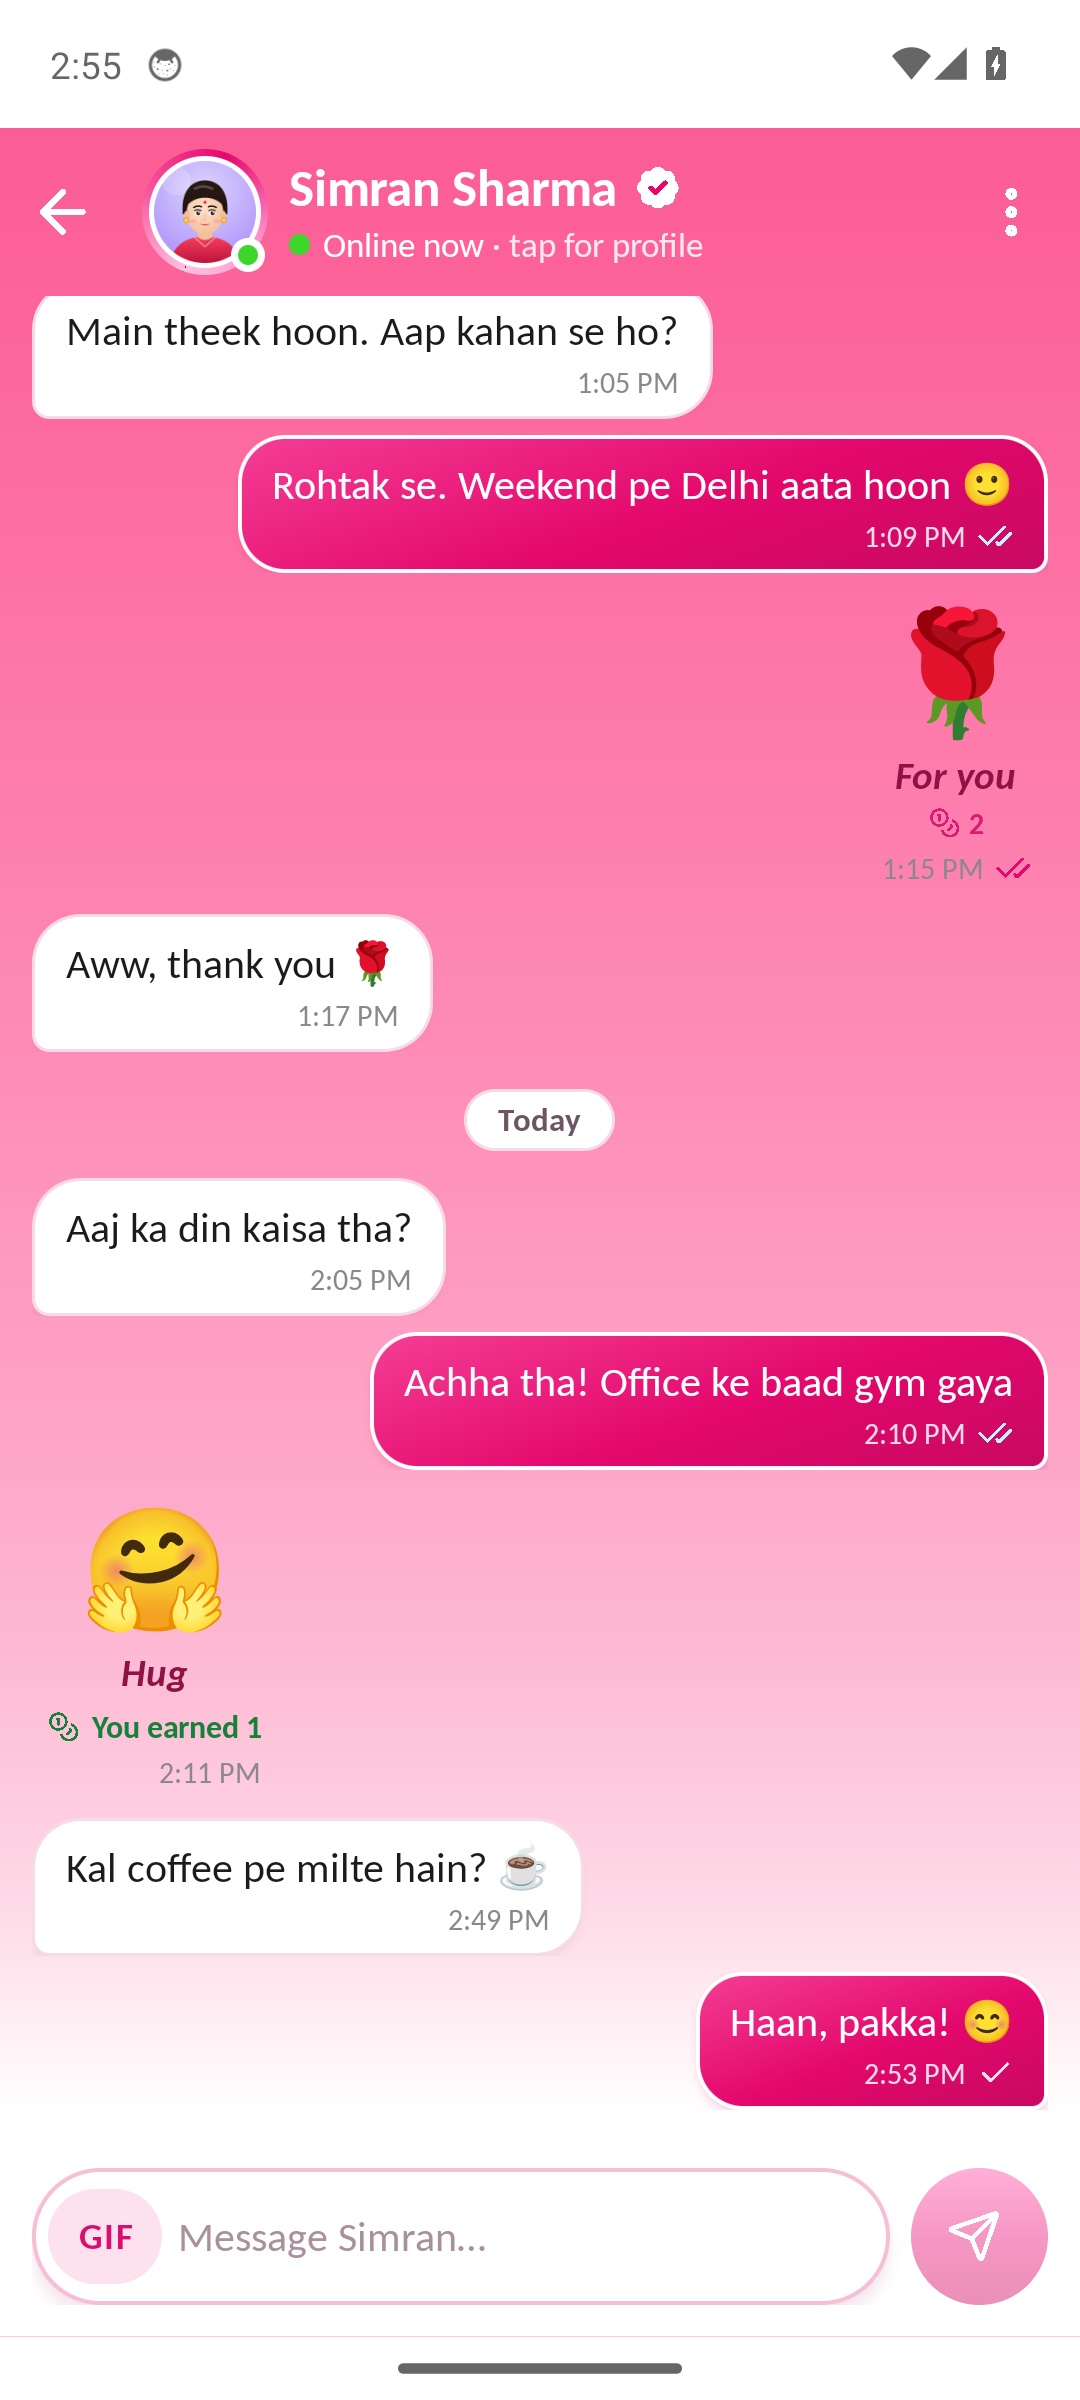 2:55
Simran Sharma
Online now · tap for profile
Main theek hoon. Aap kahan se ho?
1:05 PM
Rohtak se. Weekend pe Delhi aata hoon 🙂
1:09 PM
For you
2
1:15 PM
Aww, thank you 🌹
1:17 PM
Today
Aaj ka din kaisa tha?
2:05 PM
Achha tha! Office ke baad gym gaya
2:10 PM
Hug
You earned 1
2:11 PM
Kal coffee pe milte hain? ☕
2:49 PM
Haan, pakka! 😊
2:53 PM
GIF
Message Simran...